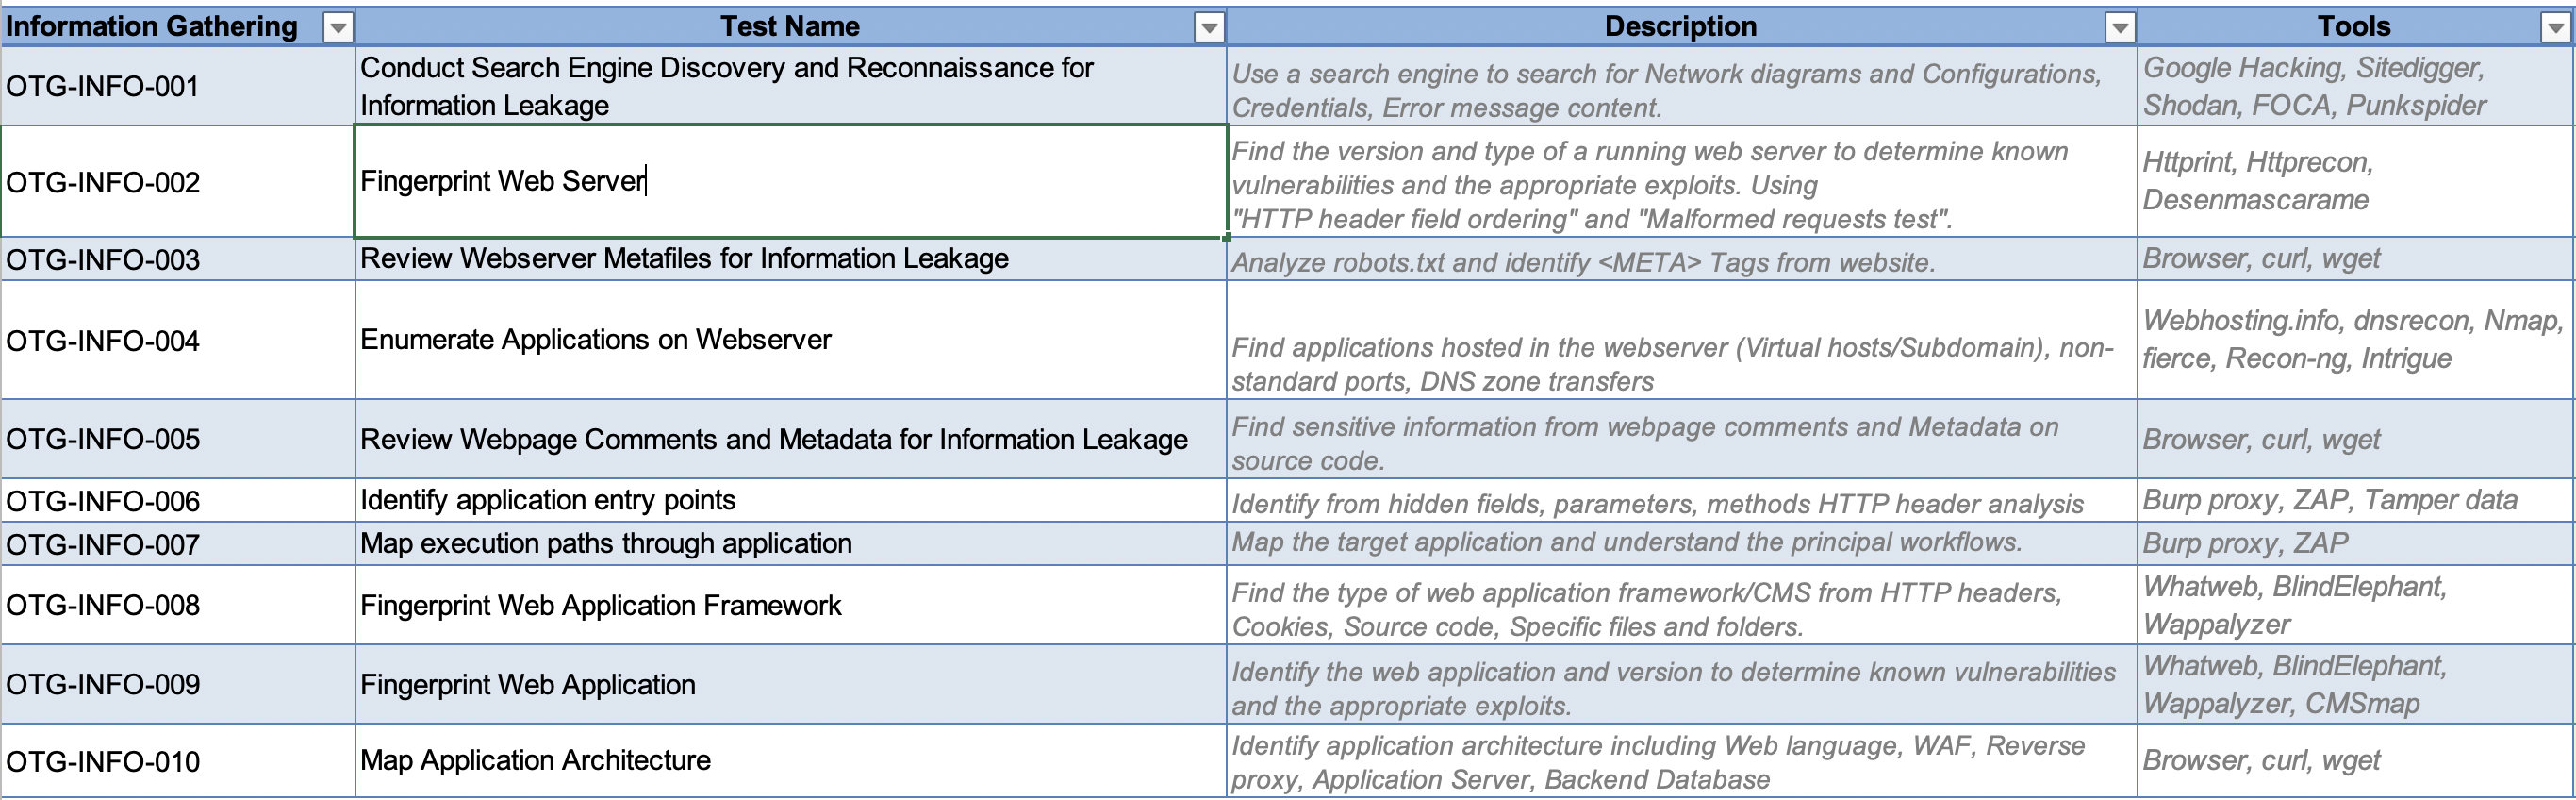 Information Gathering Test Name Description Tools
OTG-INFO-001
Conduct Search Engine Discovery and Reconnaissance for
Information Leakage
Use a search engine to search for Network diagrams and Configurations,
Credentials, Error message content.
Google Hacking, Sitedigger,
Shodan, FOCA, Punkspider
OTG-INFO-002
Fingerprint Web Server
Find the version and type of a running web server to determine known
vulnerabilities and the appropriate exploits. Using
"HTTP header field ordering" and "Malformed requests test".
Httprint, Httprecon,
Desenmascarame
OTG-INFO-003
Review Webserver Metafiles for Information Leakage
Analyze robots.txt and identify <META> Tags from website.
Browser, curl, wget
OTG-INFO-004
Enumerate Applications on Webserver
Find applications hosted in the webserver (Virtual hosts/Subdomain), non-
standard ports, DNS zone transfers
Webhosting.info, dnsrecon, Nmap,
fierce, Recon-ng, Intrigue
OTG-INFO-005
Review Webpage Comments and Metadata for Information Leakage
Find sensitive information from webpage comments and Metadata on
source code.
Browser, curl, wget
OTG-INFO-006
Identify application entry points
Identify from hidden fields, parameters, methods HTTP header analysis
Burp proxy, ZAP, Tamper data
OTG-INFO-007
Map execution paths through application
Map the target application and understand the principal workflows.
Burp proxy, ZAP
OTG-INFO-008
Fingerprint Web Application Framework
Find the type of web application framework/CMS from HTTP headers,
Cookies, Source code, Specific files and folders.
Whatweb, BlindElephant,
Wappalyzer
OTG-INFO-009
Fingerprint Web Application
Identify the web application and version to determine known vulnerabilities
and the appropriate exploits.
Whatweb, BlindElephant,
Wappalyzer, CMSmap
OTG-INFO-010
Map Application Architecture
Identify application architecture including Web language, WAF, Reverse
proxy, Application Server, Backend Database
Browser, curl, wget